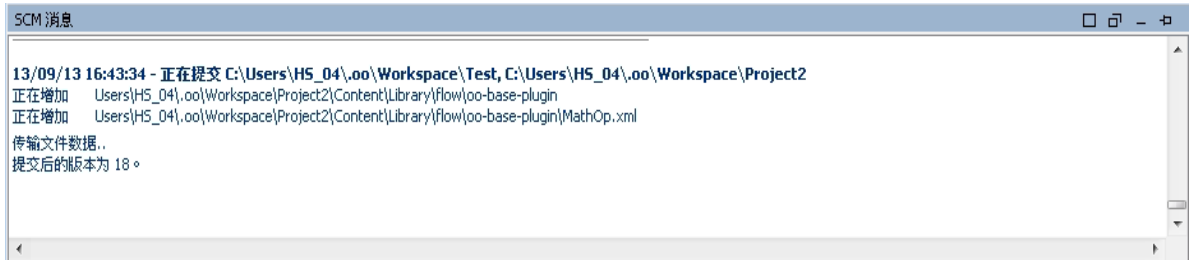 SCM 消息
13/09/13 16:43:34 - 正在提交 C:\Users\HS_04\.oo\Workspace\Test, C:\Users\HS_04\.oo\Workspace\Project2
正在增加 Users\HS_04\.oo\Workspace\Project2\Content\Library\flow\oo-base-plugin
正在增加 Users\HS_04\.oo\Workspace\Project2\Content\Library\flow\oo-base-plugin\MathOp.xml
传输文件数据..
提交后的版本为 18。